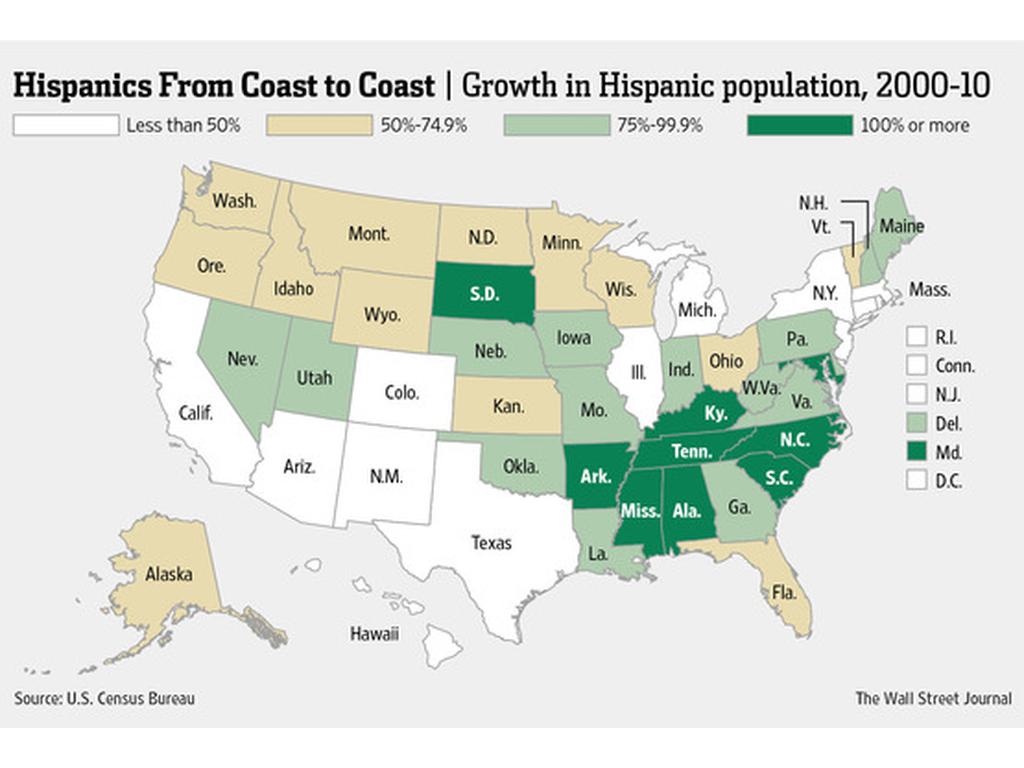 Hispanics From Coast to Coast | Growth in Hispanic population, 2000-10
Less than 50% 50%-74.9% 75%-99.9% 100% or more
Wash.
N.H.
Vt.
Maine
Mont.
N.D.
Minn.
Ore.
Idaho
S.D.
Wis.
Mich.
N.Y.
Mass.
Wyo.
R.I.
Iowa
Pa.
Nev.
Neb.
Ill.
Ind.
Ohio
Conn.
Utah
Colo.
W.Va.
Va.
N.J.
Calif.
Kan.
Mo.
Ky.
Del.
Tenn.
N.C.
Md.
Ariz.
N.M.
Okla.
Ark.
S.C.
D.C.
Miss.
Ala.
Ga.
Texas
La.
Alaska
Fla.
Hawaii
Source: U.S. Census Bureau
The Wall Street Journal